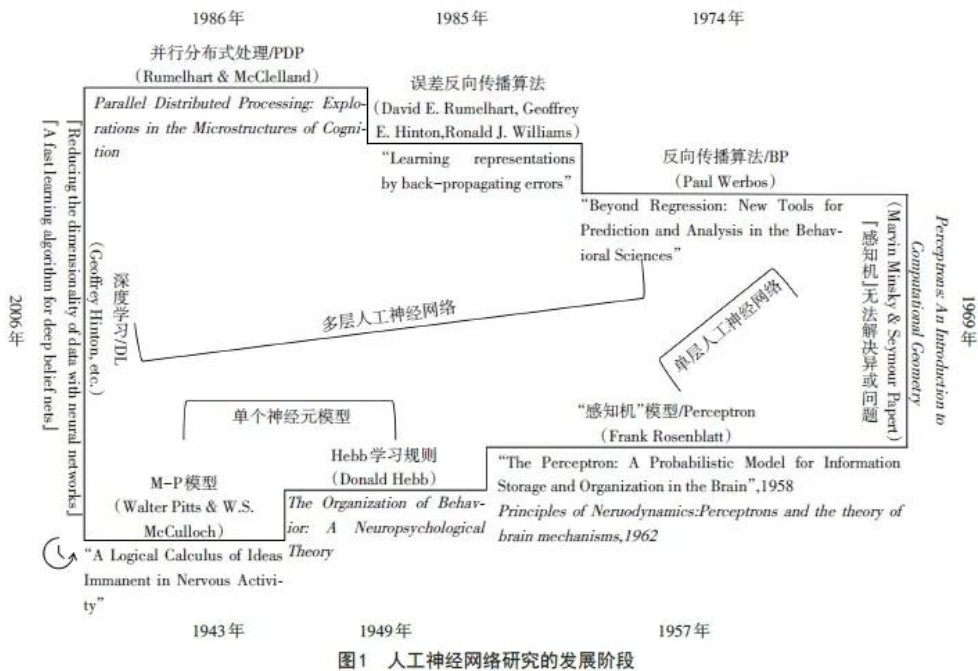 1986年
1985年
1974年
并行分布式处理/PDP
(Rumelhart & McClelland)
Parallel Distributed Processing: Explo-
rations in the Microstructures of Cogni-
tion
误差反向传播算法
(David E. Rumelhart, Geoffrey
E. Hinton,Ronald J. Williams)
“Learning representations
by back-propagating errors”
反向传播算法/BP
(Paul Werbos)
“Beyond Regression: New Tools for
Prediction and Analysis in the Behav-
ioral Sciences”
Perceptrons: An Introduction to
Computational Geometry
(Marvin Minsky & Seymour Papert)
『感知机』无法解决异或问题
1969年
2006年
『A fast learning algorithm for deep belief nets』
『Reducing the dimensionality of data with neural networks』
(Geoffrey Hinton, etc.)
深度学习/DL
多层人工神经网络
单层人工神经网络
单个神经元模型
M-P模型
(Walter Pitts & W.S.
McCulloch)
“A Logical Calculus of Ideas
Immanent in Nervous Activi-
ty”
Hebb学习规则
(Donald Hebb)
The Organization of Behav-
ior: A Neuropsychological
Theory
“感知机”模型/Perceptron
(Frank Rosenblatt)
“The Perceptron: A Probabilistic Model for Information
Storage and Organization in the Brain”,1958
Principles of Neruodynamics:Perceptrons and the theory of
brain mechanisms,1962
1943年
1949年
1957年
图1 人工神经网络研究的发展阶段